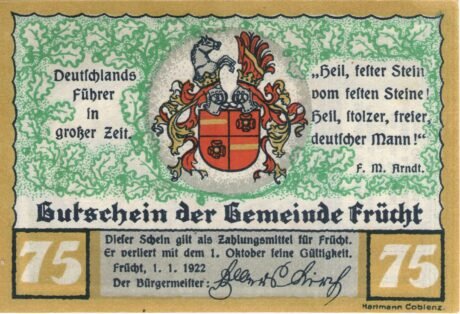 Deutschlands
Führer
in
großer Zeit.
„Heil, fester Stein
vom festen Steine!
Heil, stolzer, freier,
deutscher Mann!“
F. M. Arndt.
Gutschein der Gemeinde Frücht
75
Dieser Schein gilt als Zahlungsmittel für Frücht.
Er verliert mit dem 1. Oktober seine Gültigkeit.
Frücht, 1. 1. 1922
Der Bürgermeister:
75
Hartmann Coblenz.